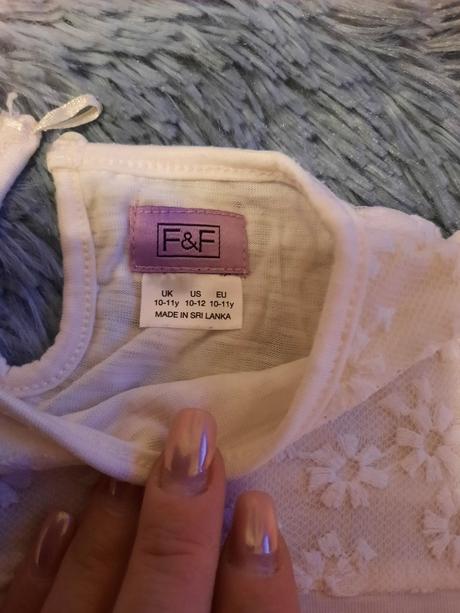 F&F
UK US EU
10-11y 10-12 10-11y
MADE IN SRI LANKA